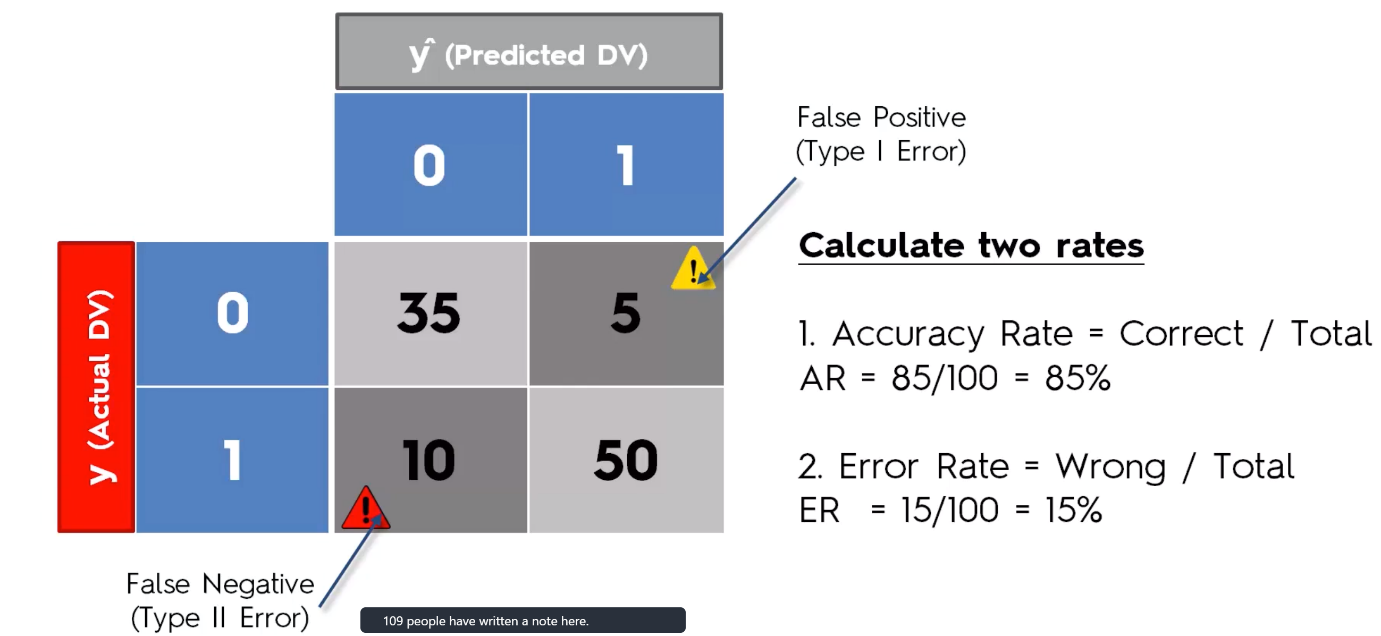 ŷ (Predicted DV)
0 1
False Positive
(Type I Error)
y (Actual DV)
0 35 5
1 10 50
Calculate two rates
1. Accuracy Rate = Correct / Total
AR = 85/100 = 85%
2. Error Rate = Wrong / Total
ER = 15/100 = 15%
False Negative
(Type II Error)
109 people have written a note here.